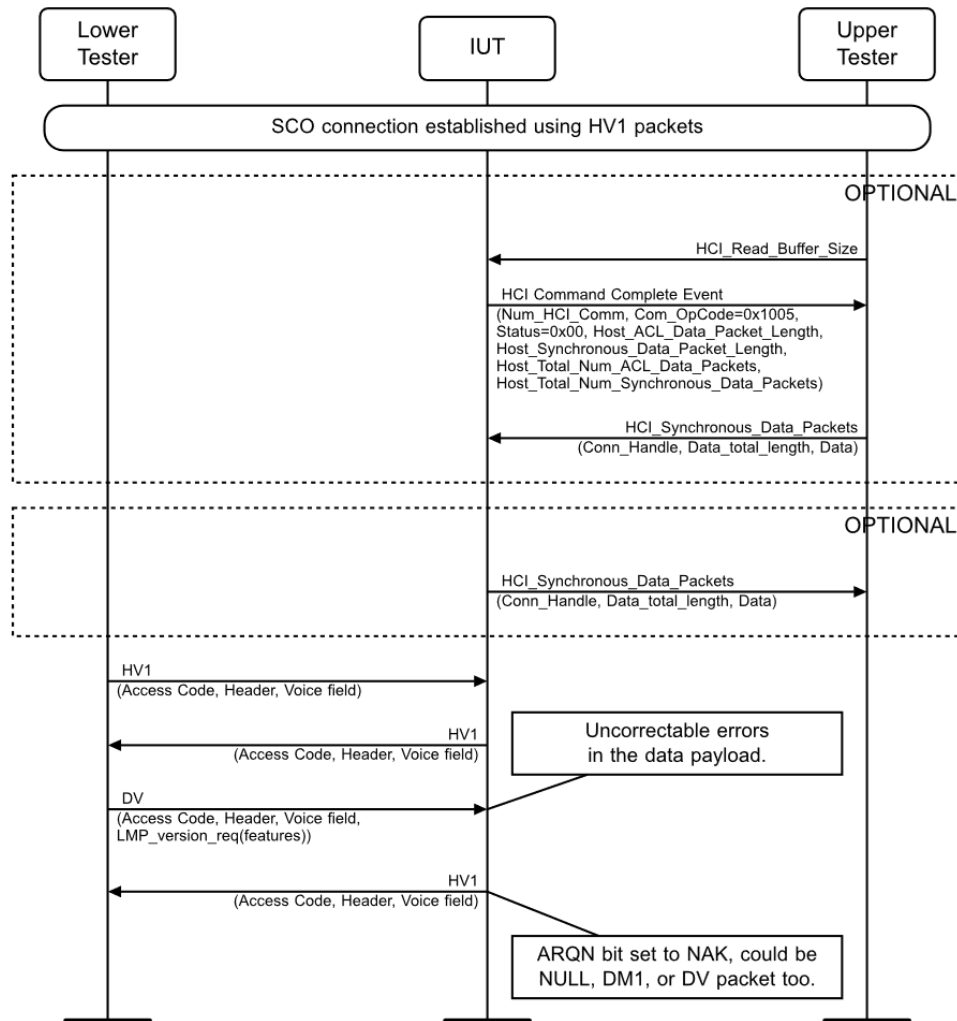 Lower
Tester
IUT
Upper
Tester
SCO connection established using HV1 packets
OPTIONAL
HCI_Read_Buffer_Size
HCI Command Complete Event
(Num_HCI_Comm, Com_OpCode=0x1005,
Status=0x00, Host_ACL_Data_Packet_Length,
Host_Synchronous_Data_Packet_Length,
Host_Total_Num_ACL_Data_Packets,
Host_Total_Num_Synchronous_Data_Packets)
HCI_Synchronous_Data_Packets
(Conn_Handle, Data_total_length, Data)
OPTIONAL
HCI_Synchronous_Data_Packets
(Conn_Handle, Data_total_length, Data)
HV1
(Access Code, Header, Voice field)
Uncorrectable errors
in the data payload.
HV1
(Access Code, Header, Voice field)
DV
(Access Code, Header, Voice field,
LMP_version_req(features))
HV1
(Access Code, Header, Voice field)
ARQN bit set to NAK, could be
NULL, DM1, or DV packet too.